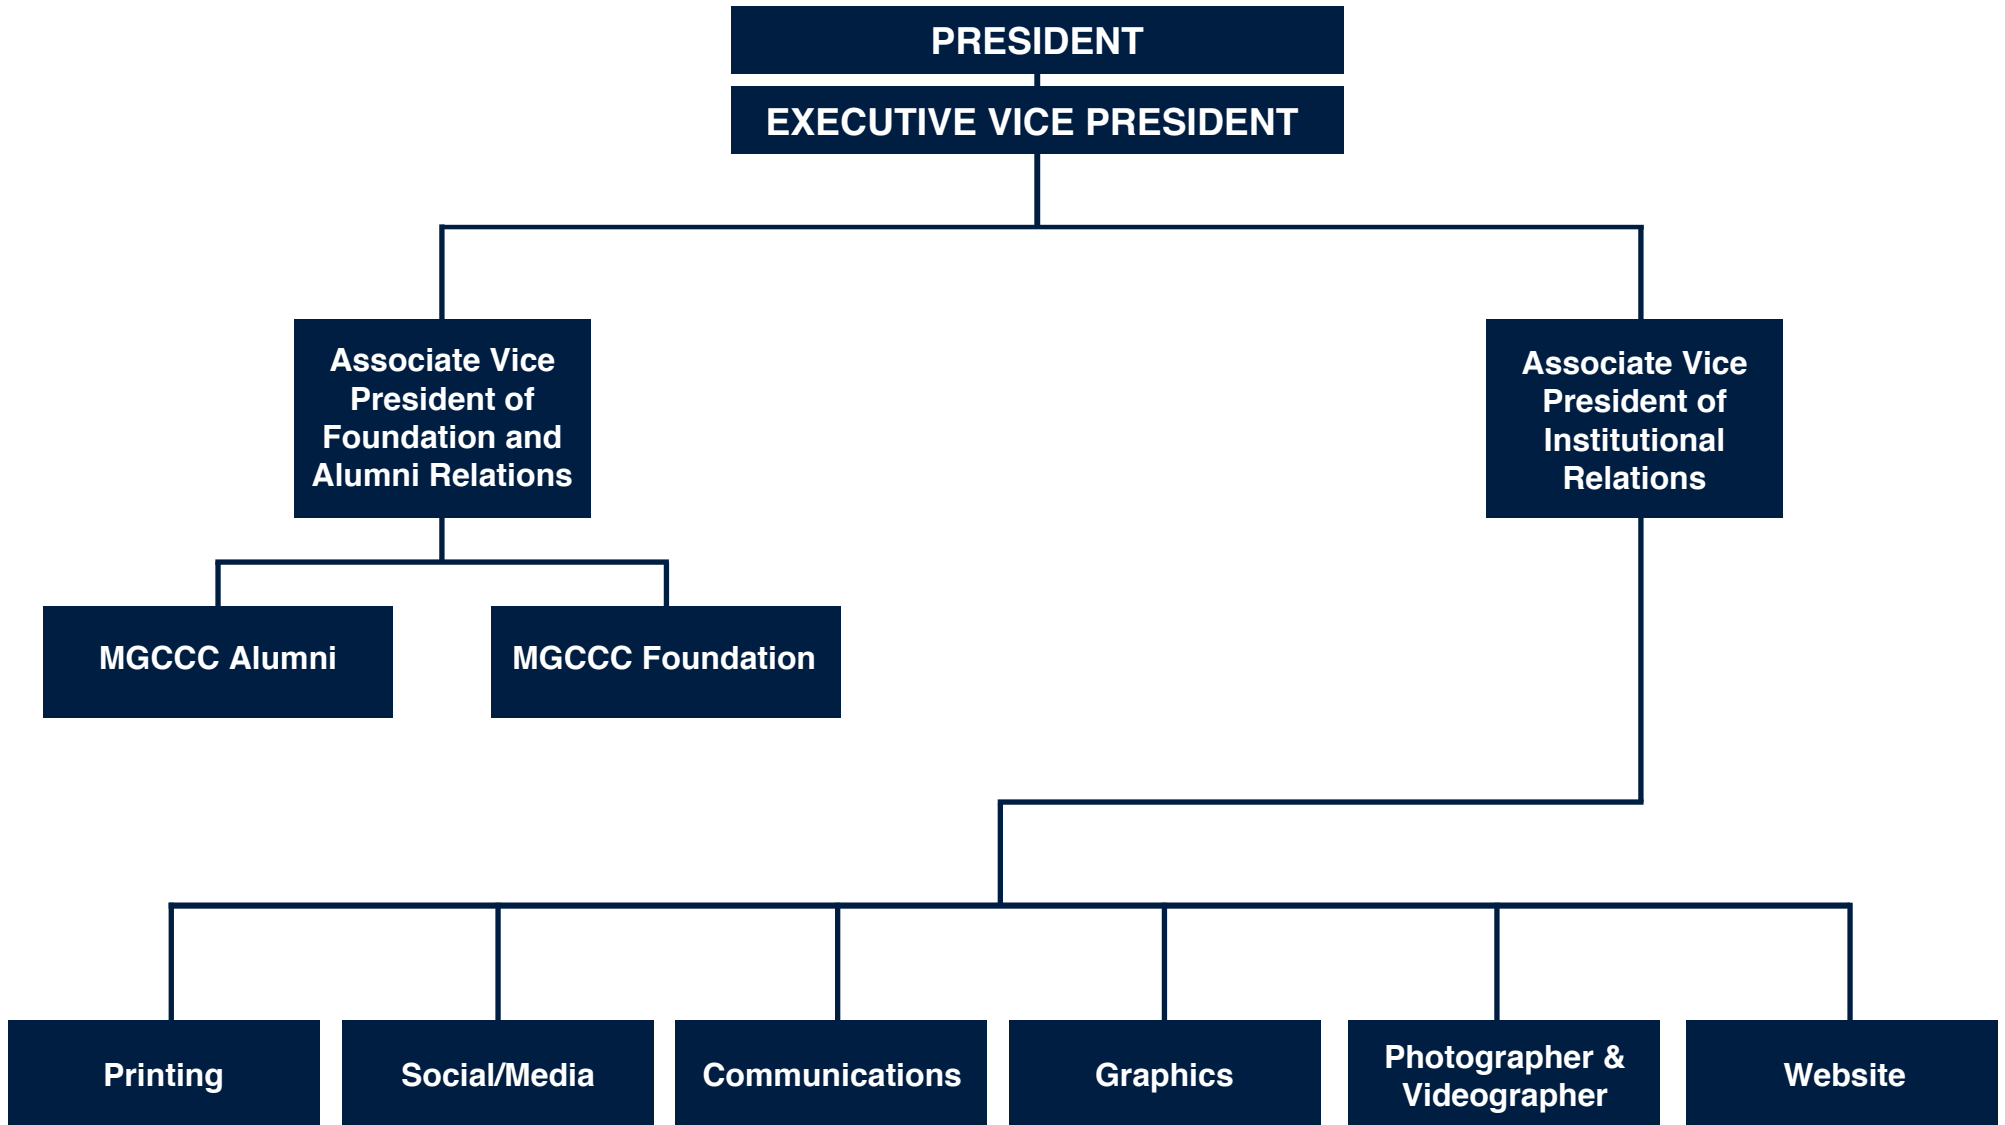 PRESIDENT
EXECUTIVE VICE PRESIDENT
Associate Vice
President of
Foundation and
Alumni Relations
Associate Vice
President of
Institutional
Relations
MGCCC Alumni
MGCCC Foundation
Printing
Social/Media
Communications
Graphics
Photographer &
Videographer
Website